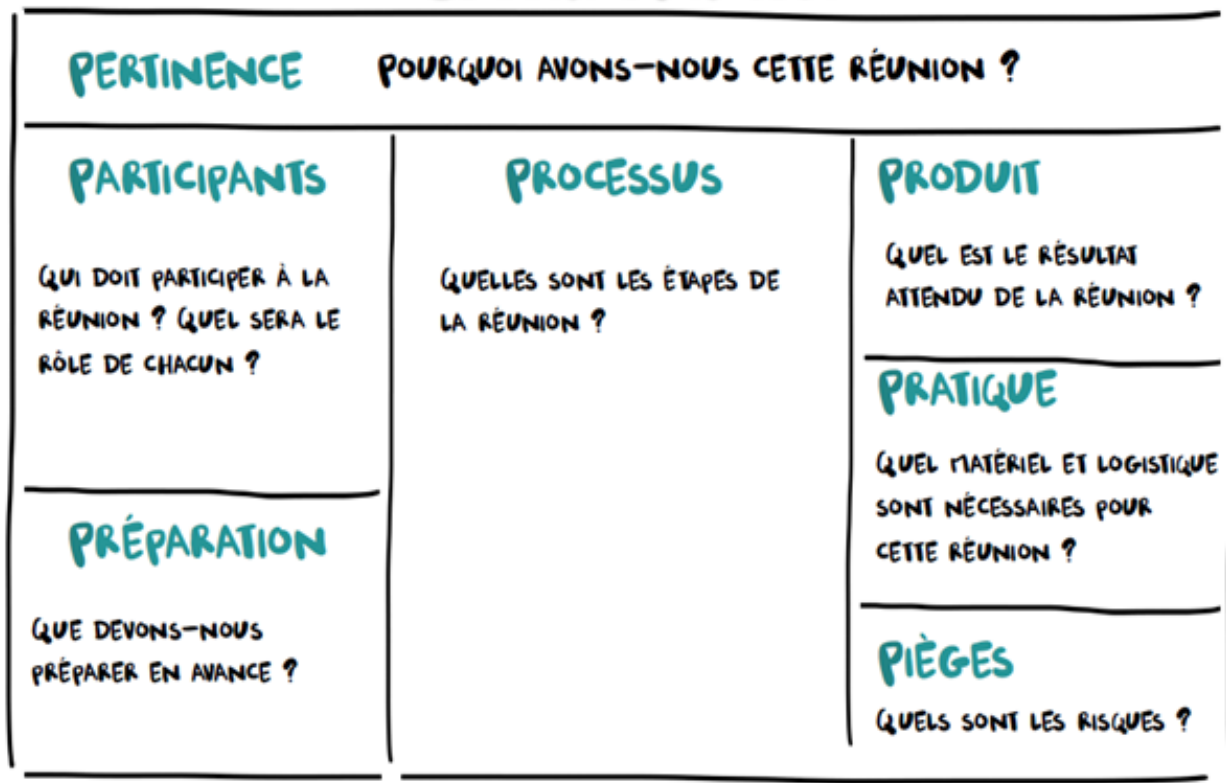 PERTINENCE POURQUOI AVONS-NOUS CETTE RÉUNION ?
PARTICIPANTS
QUI DOIT PARTICIPER À LA
RÉUNION ? QUEL SERA LE
RÔLE DE CHACUN ?
PRÉPARATION
QUE DEVONS-NOUS
PRÉPARER EN AVANCE ?
PROCESSUS
QUELLES SONT LES ÉTAPES DE
LA RÉUNION ?
PRODUIT
QUEL EST LE RÉSULTAT
ATTENDU DE LA RÉUNION ?
PRATIQUE
QUEL MATÉRIEL ET LOGISTIQUE
SONT NÉCESSAIRES POUR
CETTE RÉUNION ?
PIÈGES
QUELS SONT LES RISQUES ?